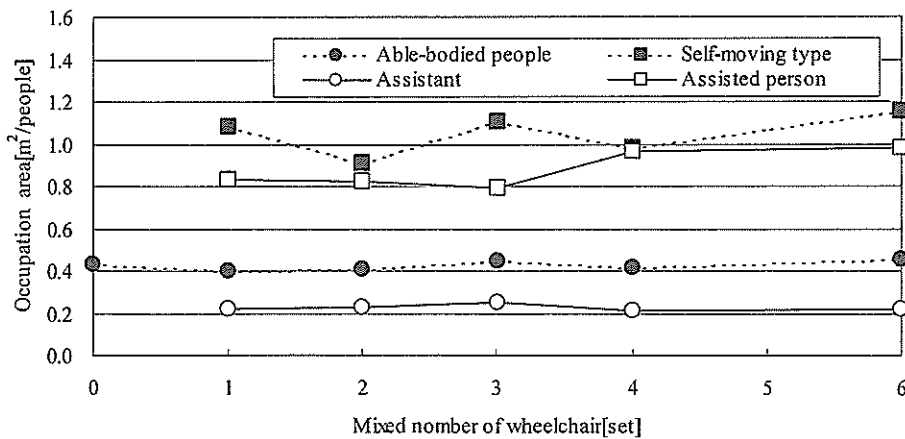 1.6
1.4
1.2
1.0
0.8
0.6
0.4
0.2
0.0
Occupation area[m²/people]
Able-bodied people
Self-moving type
Assistant
Assisted person
0 1 2 3 4 5 6
Mixed nomber of wheelchair[set]